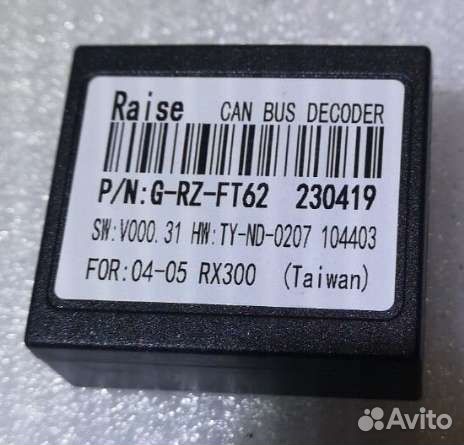 Raise CAN BUS DECODER
P/N:G-RZ-FT62 230419
SW:V000.31 HW:TY-ND-0207 104403
FOR:04-05 RX300 (Taiwan)
Avito